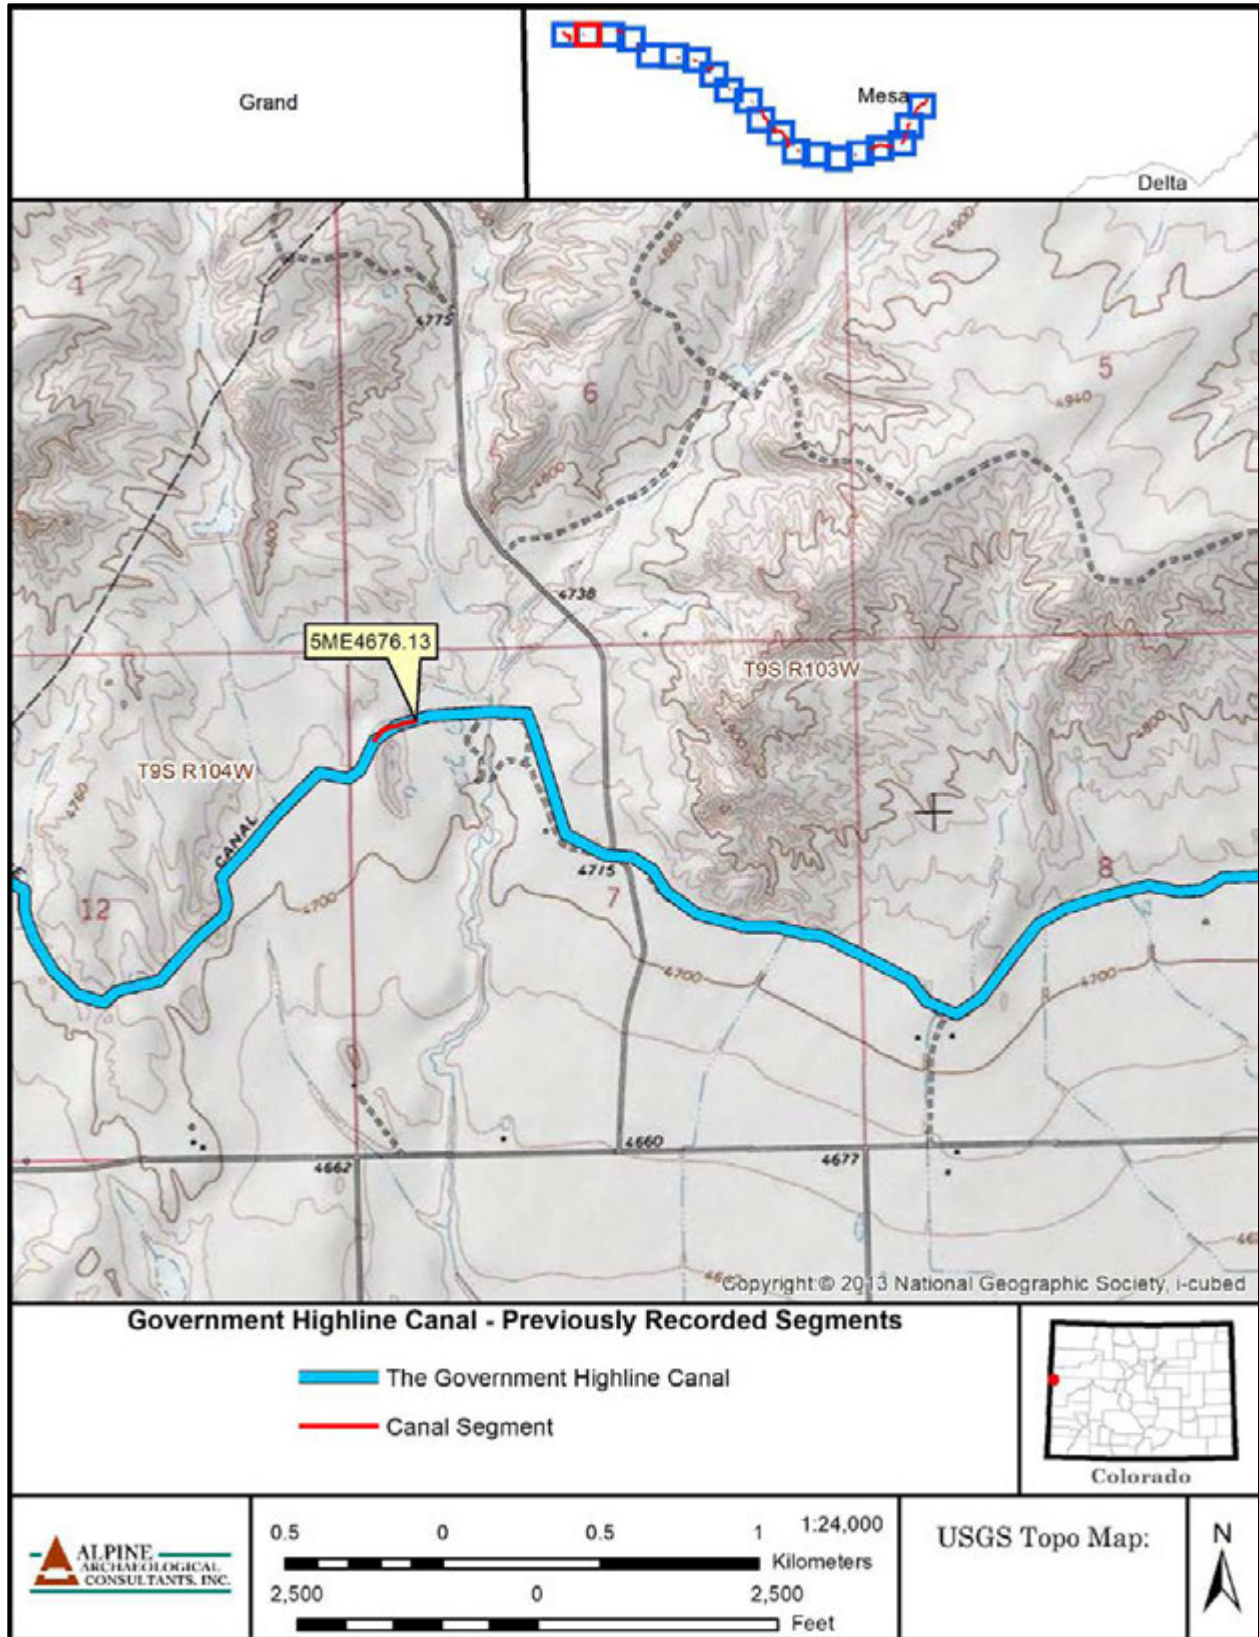 Grand
Mesa
Delta
1
4775
4880
4900
5
6
4940
4800
4800
4738
5ME4676.13
T9S R103W
4800
4800
T9S R104W
4760
CANAL
4715
8
12
4700
7
4700
4700
4660
4662
4677
Copyright:© 2013 National Geographic Society, i-cubed
Government Highline Canal - Previously Recorded Segments
The Government Highline Canal
Canal Segment
Colorado
ALPINE
ARCHAEOLOGICAL
CONSULTANTS, INC.
0.5 0 0.5 1 1:24,000
Kilometers
2,500 0 2,500
Feet
USGS Topo Map:
N